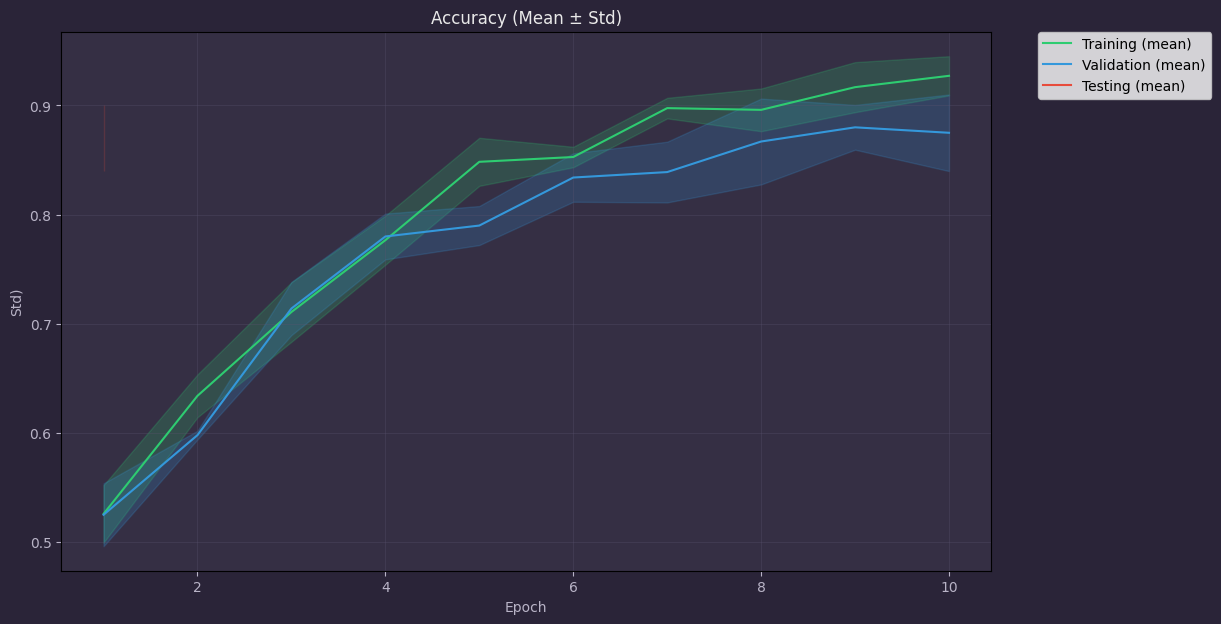 Accuracy (Mean ± Std)
Training (mean)
Validation (mean)
Testing (mean)
0.9
0.8
0.7
0.6
0.5
Std)
2 4 6 8 10
Epoch